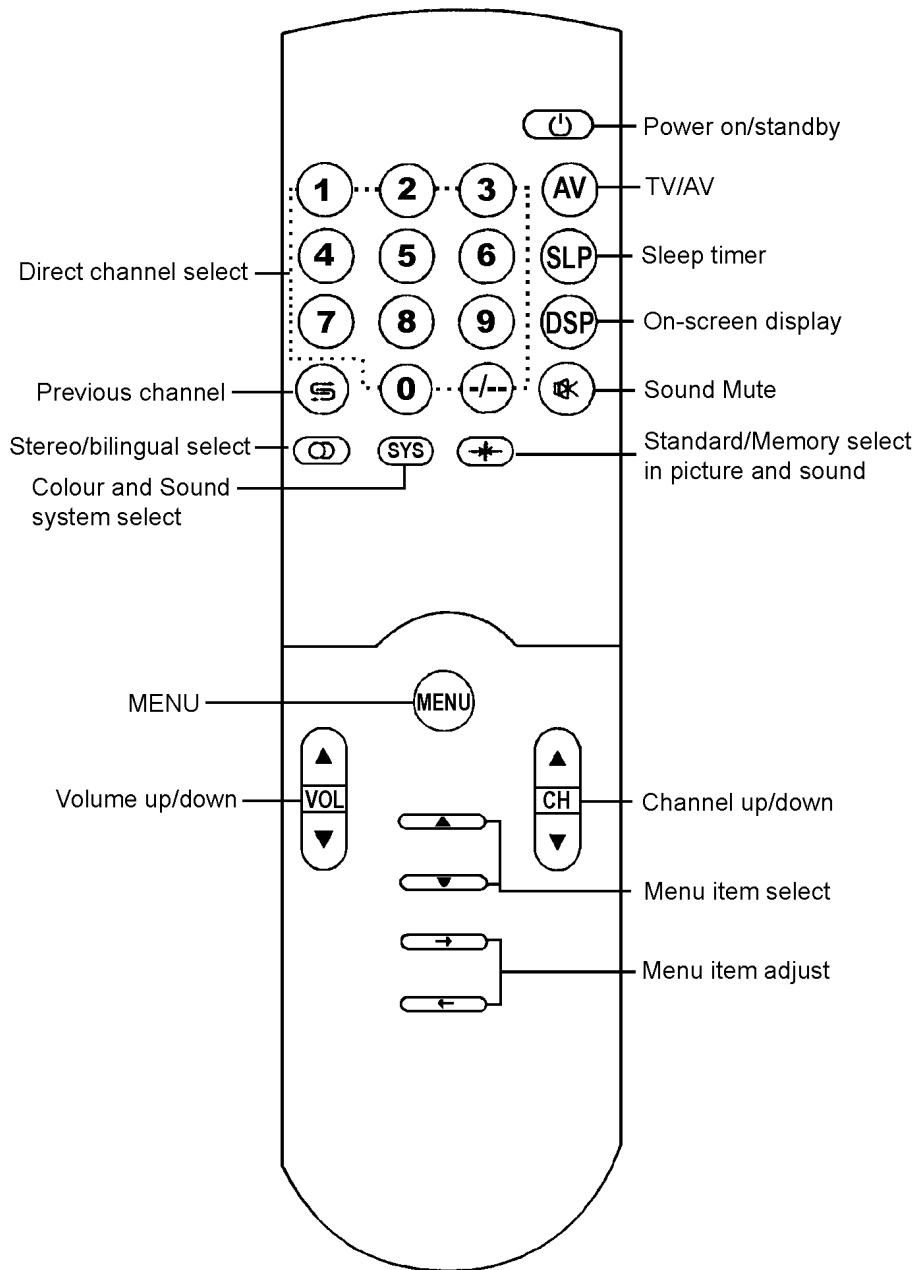 Power on/standby
1 2 3 AV TV/AV
4 5 6 SLP Sleep timer
Direct channel select
7 8 9 DSP On-screen display
Previous channel 0 -/-- Sound Mute
Stereo/bilingual select SYS Standard/Memory select
in picture and sound
Colour and Sound
system select
MENU MENU
Volume up/down VOL CH Channel up/down
Menu item select
Menu item adjust